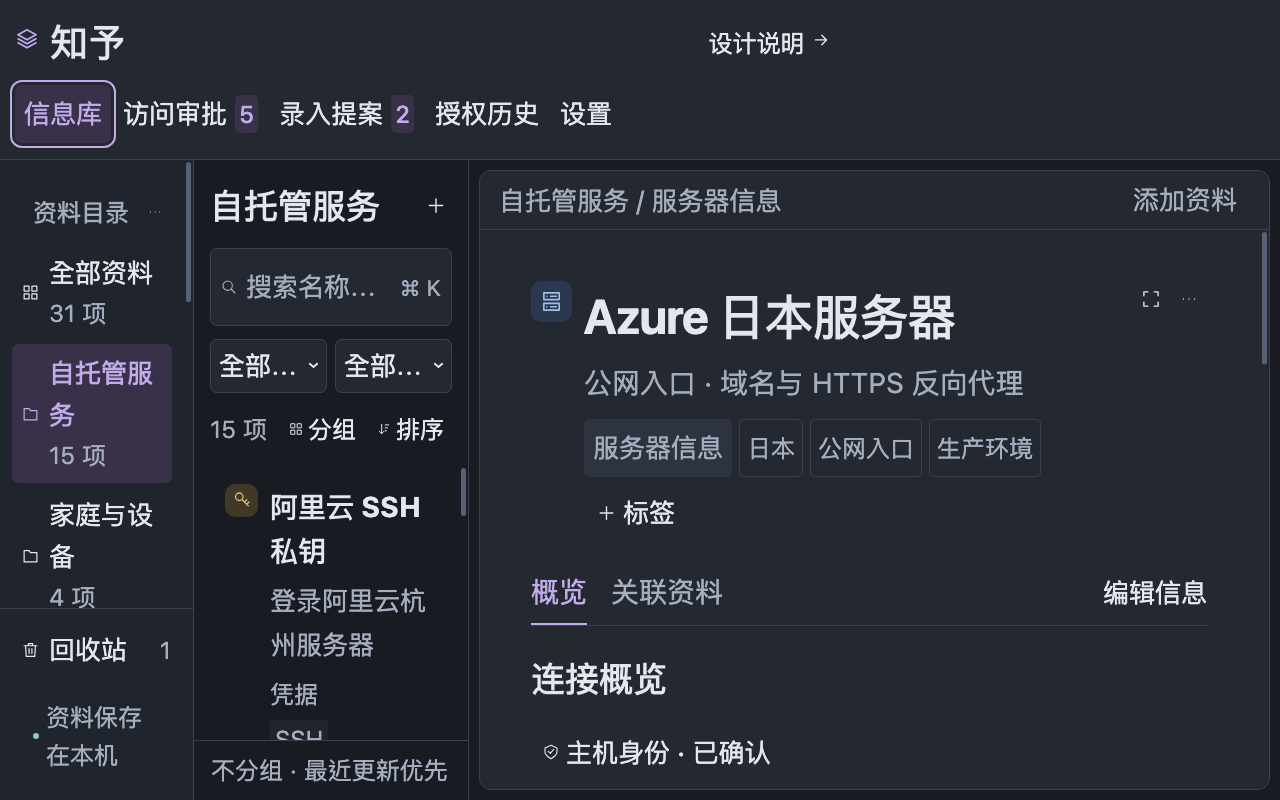 知予
设计说明 →
信息库 访问审批 5 录入提案 2 授权历史 设置
资料目录 ···
全部资料
31 项
自托管服
务
15 项
家庭与设
备
4 项
回收站 1
资料保存
在本机
自托管服务 +
搜索名称… ⌘ K
全部… 全部…
15 项 分组 排序
阿里云 SSH
私钥
登录阿里云杭
州服务器
凭据
SSH
不分组 · 最近更新优先
自托管服务 / 服务器信息 添加资料
Azure 日本服务器 ···
公网入口 · 域名与 HTTPS 反向代理
服务器信息 日本 公网入口 生产环境
+ 标签
概览 关联资料 编辑信息
连接概览
主机身份 · 已确认